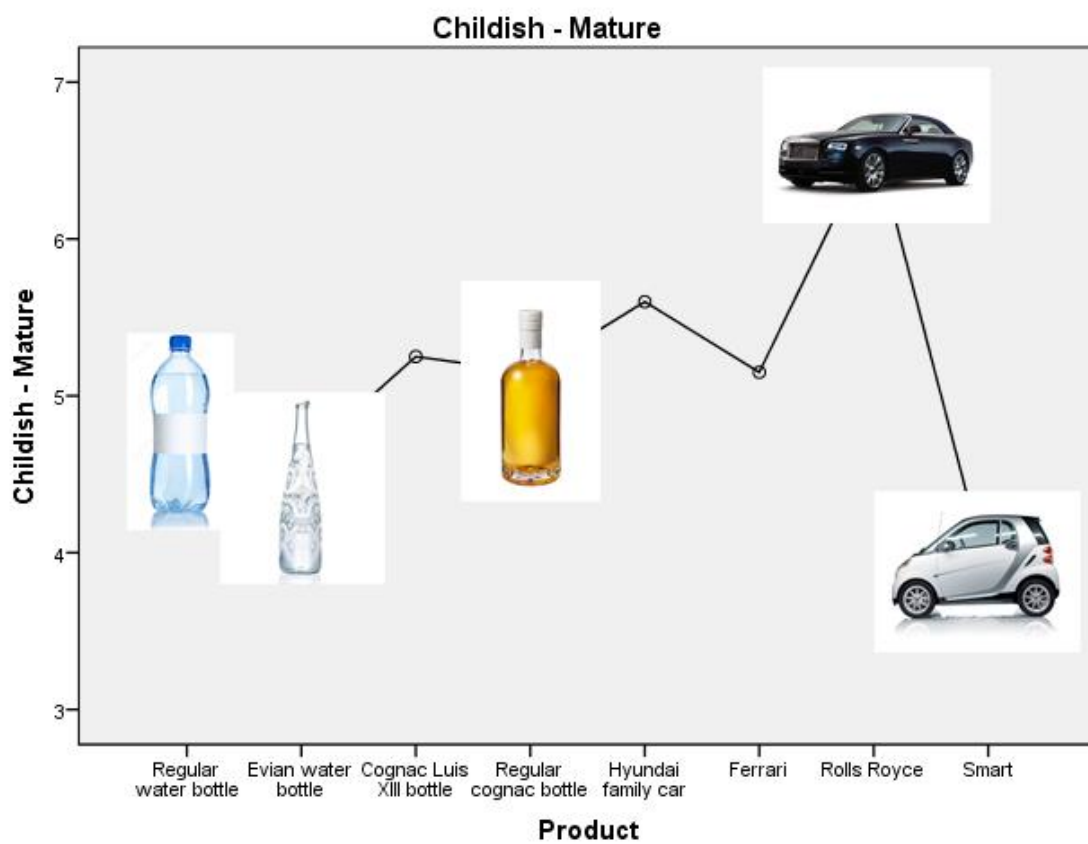 Childish - Mature
7
6
5
4
3
Childish - Mature
Regular
water bottle
Evian water
bottle
Cognac Luis
XIII bottle
Regular
cognac bottle
Hyundai
family car
Ferrari
Rolls Royce
Smart
Product